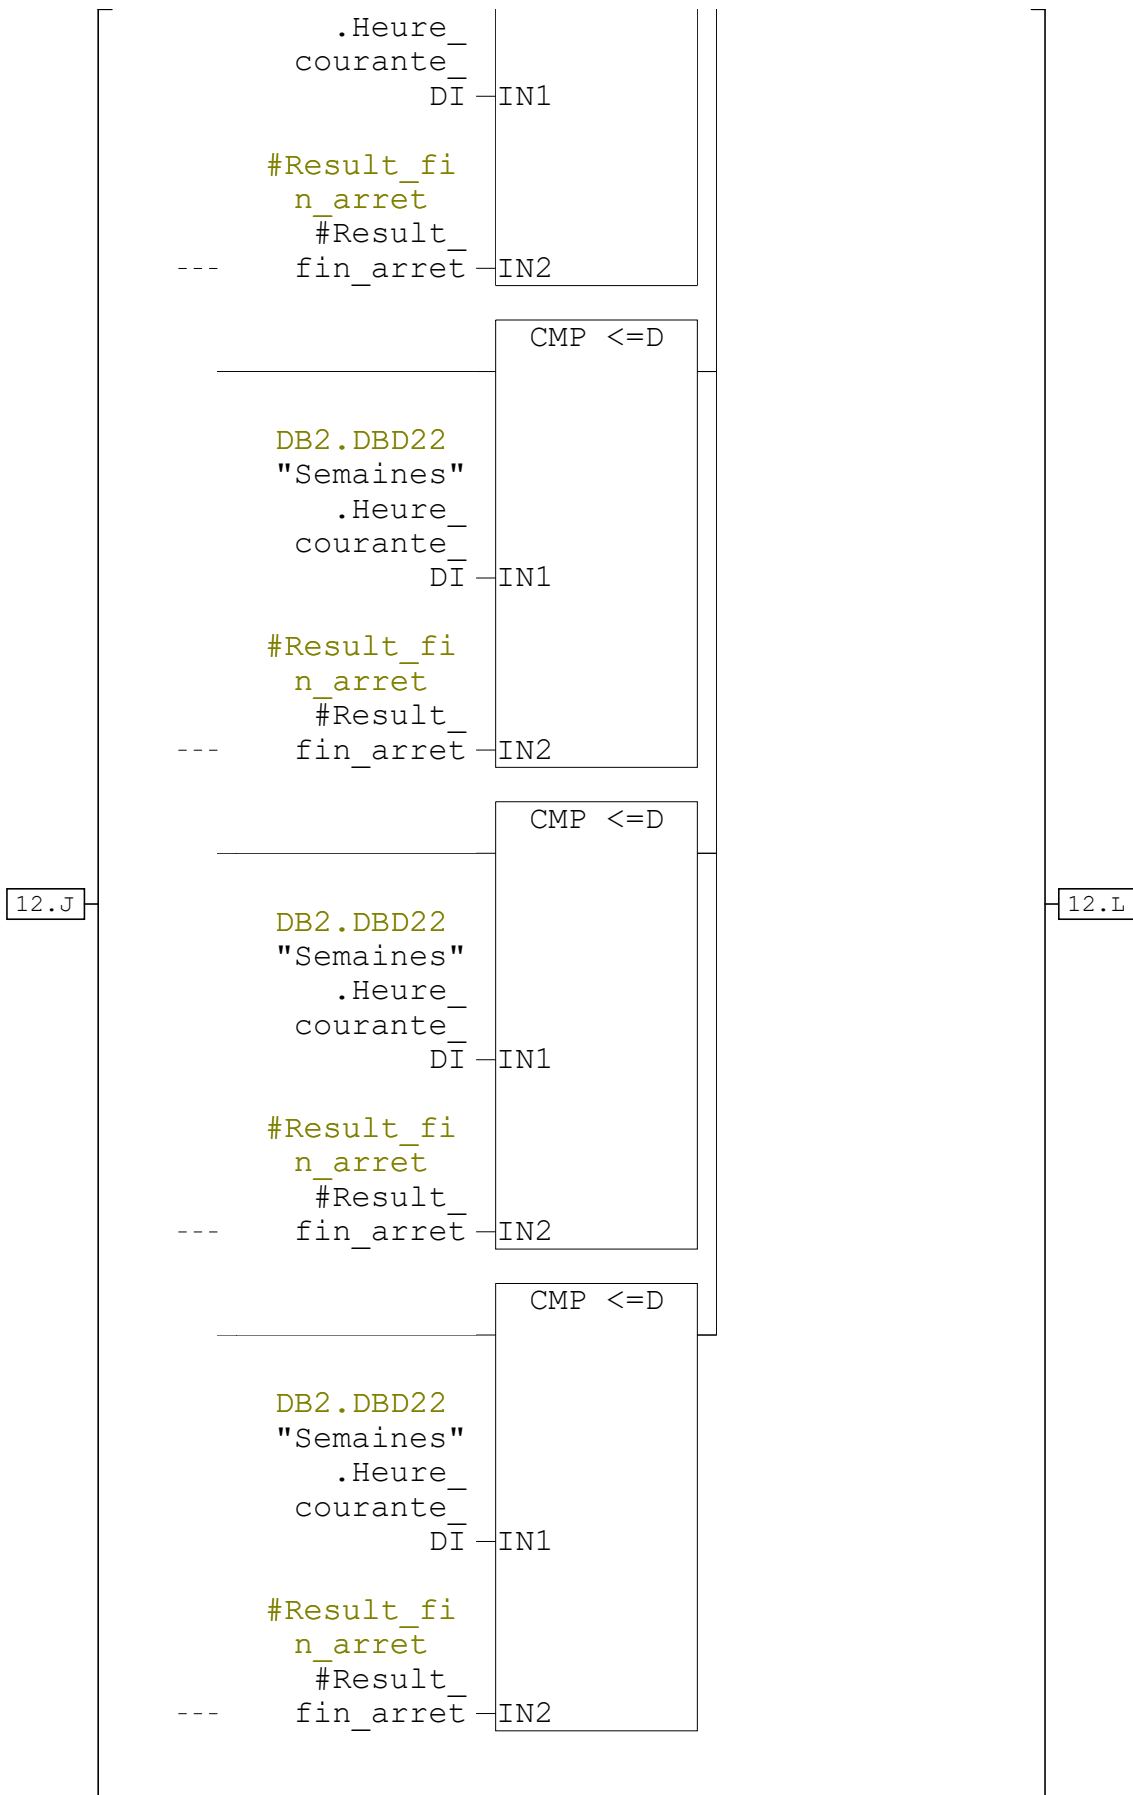 .Heure_
courante_
DI IN1
#Result_fi
n_arret
#Result_
--- fin_arret IN2
CMP <=D
DB2.DBD22
"Semaines"
.Heure_
courante_
DI IN1
#Result_fi
n_arret
#Result_
--- fin_arret IN2
CMP <=D
12.J 12.L
DB2.DBD22
"Semaines"
.Heure_
courante_
DI IN1
#Result_fi
n_arret
#Result_
--- fin_arret IN2
CMP <=D
DB2.DBD22
"Semaines"
.Heure_
courante_
DI IN1
#Result_fi
n_arret
#Result_
--- fin_arret IN2